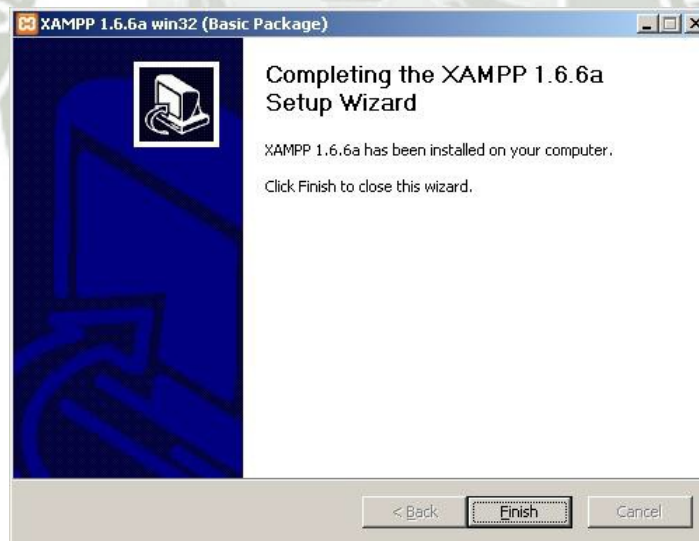 XAMPP 1.6.6a win32 (Basic Package)
Completing the XAMPP 1.6.6a
Setup Wizard
XAMPP 1.6.6a has been installed on your computer.
Click Finish to close this wizard.
< Back
Finish
Cancel